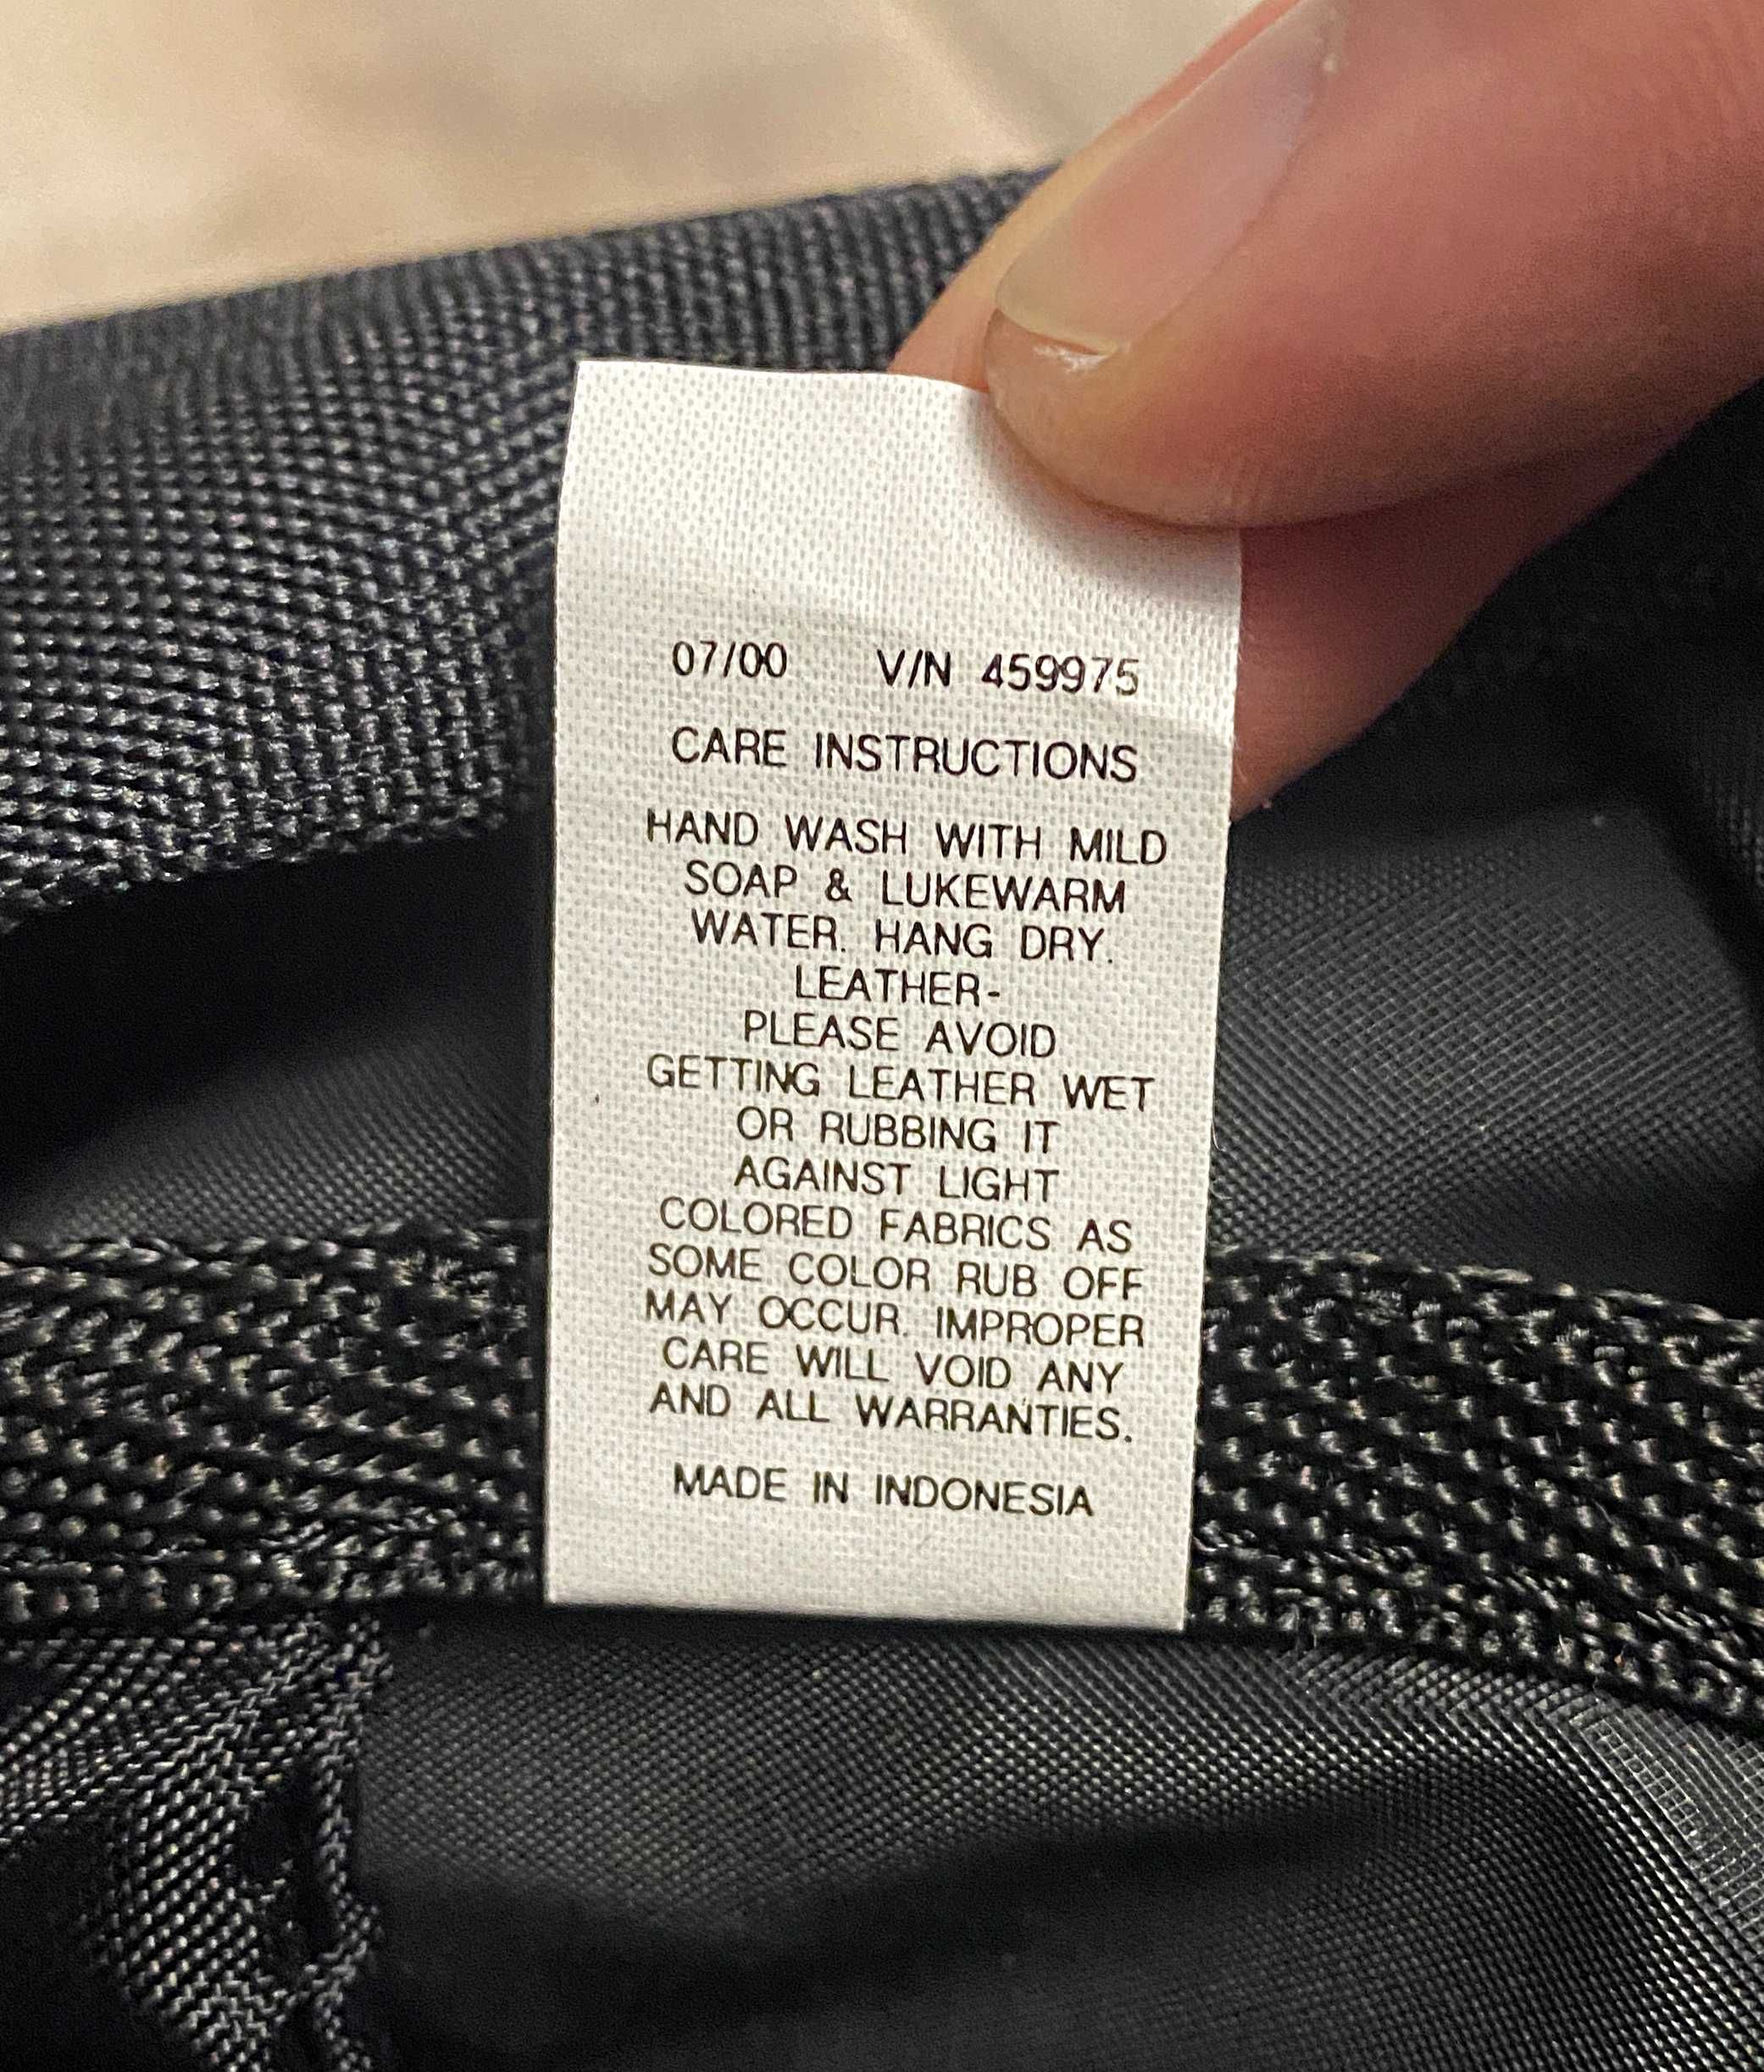 07/00 V/N 459975
CARE INSTRUCTIONS
HAND WASH WITH MILD
SOAP & LUKEWARM
WATER. HANG DRY.
LEATHER-
PLEASE AVOID
GETTING LEATHER WET
OR RUBBING IT
AGAINST LIGHT
COLORED FABRICS AS
SOME COLOR RUB OFF
MAY OCCUR. IMPROPER
CARE WILL VOID ANY
AND ALL WARRANTIES.
MADE IN INDONESIA